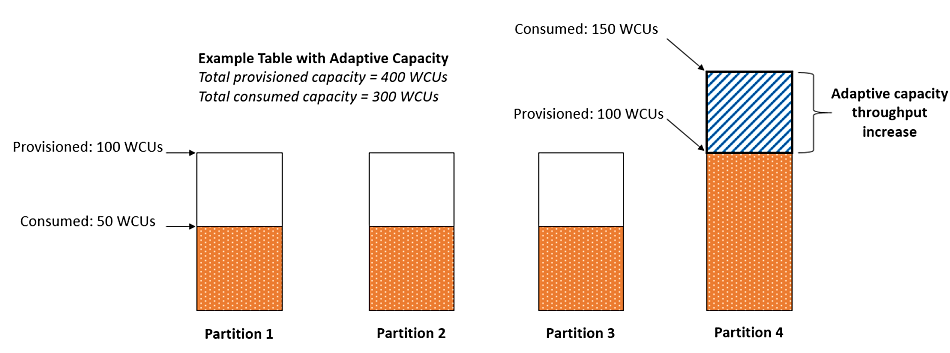 Consumed: 150 WCUs
Example Table with Adaptive Capacity
Total provisioned capacity = 400 WCUs
Total consumed capacity = 300 WCUs
Adaptive capacity
throughput
increase
Provisioned: 100 WCUs
Provisioned: 100 WCUs
Consumed: 50 WCUs
Partition 1
Partition 2
Partition 3
Partition 4